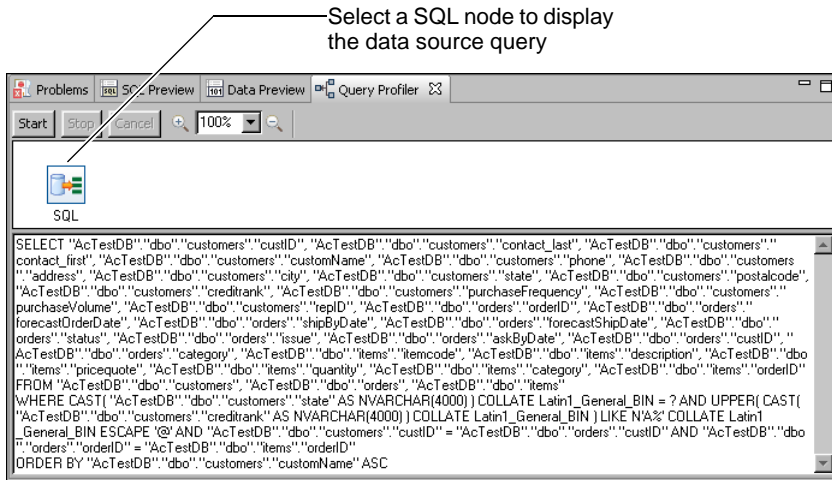 Select a SQL node to display
the data source query
Problems SQL Preview Data Preview Query Profiler
Start Stop Cancel 100%
SQL
SELECT "AcTestDB"."dbo"."customers"."custID", "AcTestDB"."dbo"."customers"."contact_last", "AcTestDB"."dbo"."customers"."
contact_first", "AcTestDB"."dbo"."customers"."customName", "AcTestDB"."dbo"."customers"."phone", "AcTestDB"."dbo"."customers
"."address", "AcTestDB"."dbo"."customers"."city", "AcTestDB"."dbo"."customers"."state", "AcTestDB"."dbo"."customers"."postalcode",
"AcTestDB"."dbo"."customers"."creditrank", "AcTestDB"."dbo"."customers"."purchaseFrequency", "AcTestDB"."dbo"."customers"."
purchaseVolume", "AcTestDB"."dbo"."customers"."repID", "AcTestDB"."dbo"."orders"."orderID", "AcTestDB"."dbo"."orders"."
forecastOrderDate", "AcTestDB"."dbo"."orders"."shipByDate", "AcTestDB"."dbo"."orders"."forecastShipDate", "AcTestDB"."dbo"."
orders"."status", "AcTestDB"."dbo"."orders"."issue", "AcTestDB"."dbo"."orders"."askByDate", "AcTestDB"."dbo"."orders"."custID", "
AcTestDB"."dbo"."orders"."category", "AcTestDB"."dbo"."items"."itemcode", "AcTestDB"."dbo"."items"."description", "AcTestDB"."dbo
"."items"."pricequote", "AcTestDB"."dbo"."items"."quantity", "AcTestDB"."dbo"."items"."category", "AcTestDB"."dbo"."items"."orderID"
FROM "AcTestDB"."dbo"."customers", "AcTestDB"."dbo"."orders", "AcTestDB"."dbo"."items"
WHERE CAST( "AcTestDB"."dbo"."customers"."state" AS NVARCHAR(4000) ) COLLATE Latin1_General_BIN = ? AND UPPER( CAST(
"AcTestDB"."dbo"."customers"."creditrank" AS NVARCHAR(4000) ) COLLATE Latin1_General_BIN ) LIKE N'A%' COLLATE Latin1
_General_BIN ESCAPE '@' AND "AcTestDB"."dbo"."customers"."custID" = "AcTestDB"."dbo"."orders"."custID" AND "AcTestDB"."dbo
"."orders"."orderID" = "AcTestDB"."dbo"."items"."orderID"
ORDER BY "AcTestDB"."dbo"."customers"."customName" ASC